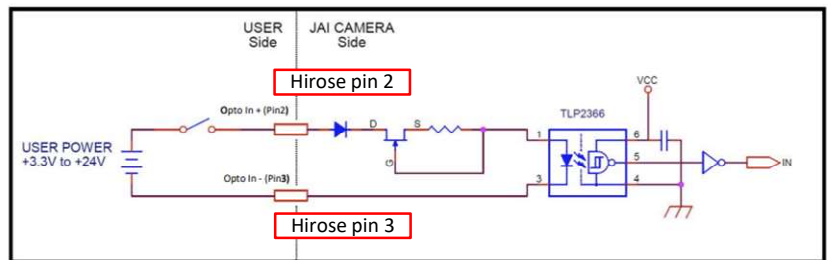 USER
Side
JAI CAMERA
Side
Hirose pin 2
VCC
Opto In + (Pin2)
D
S
G
TLP2366
1
6
5
IN
USER POWER
+3.3V to +24V
Opto In - (Pin3)
3
4
Hirose pin 3